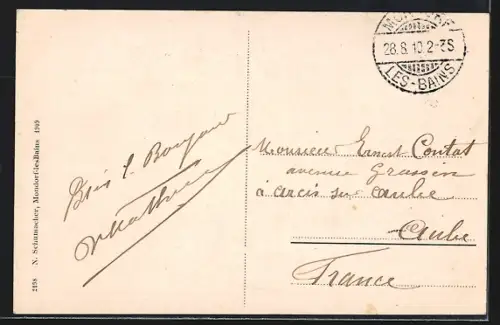 MONDORF
28.8.10.2-3S
LES-BAINS
Bons
Mathieu
Monsieur Ernest Contat
avenue Grassin
à arcis sur aube
Aube
France
2158 N. Schumacher, Mondorf-les-Bains 1909